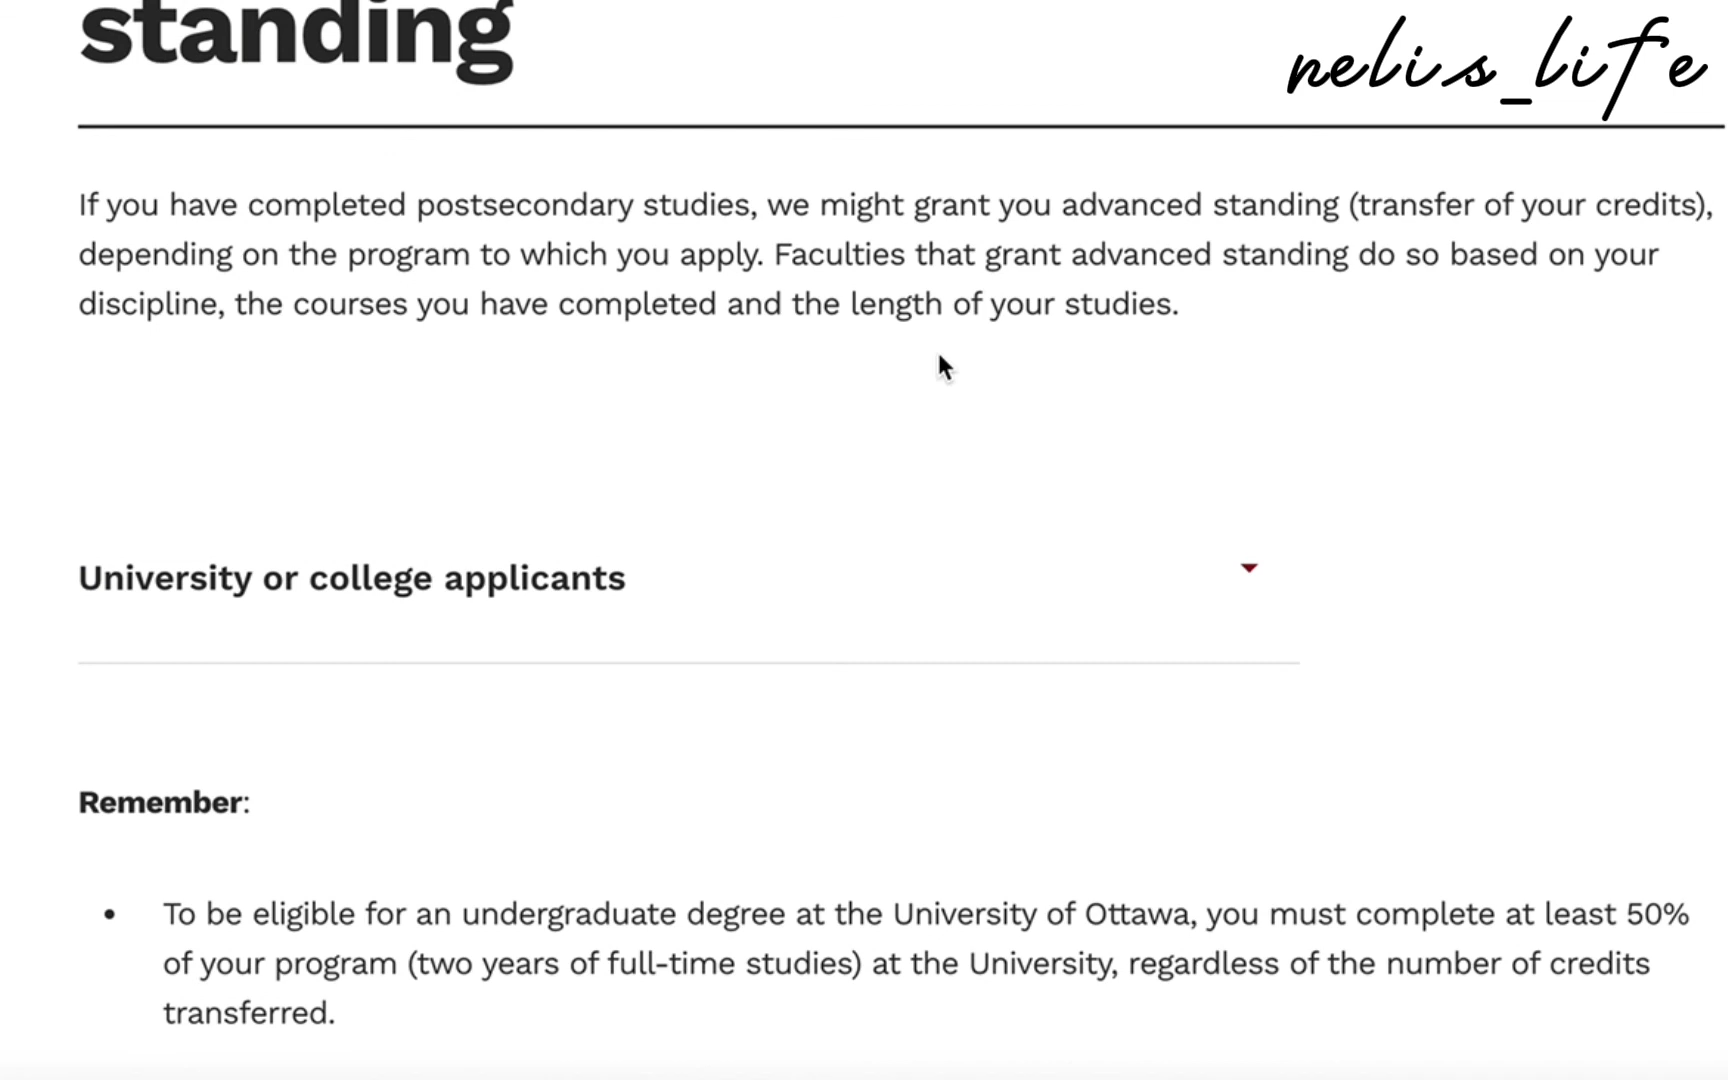 standing
nelis_life
If you have completed postsecondary studies, we might grant you advanced standing (transfer of your credits),
depending on the program to which you apply. Faculties that grant advanced standing do so based on your
discipline, the courses you have completed and the length of your studies.
University or college applicants
Remember:
• To be eligible for an undergraduate degree at the University of Ottawa, you must complete at least 50%
of your program (two years of full-time studies) at the University, regardless of the number of credits
transferred.